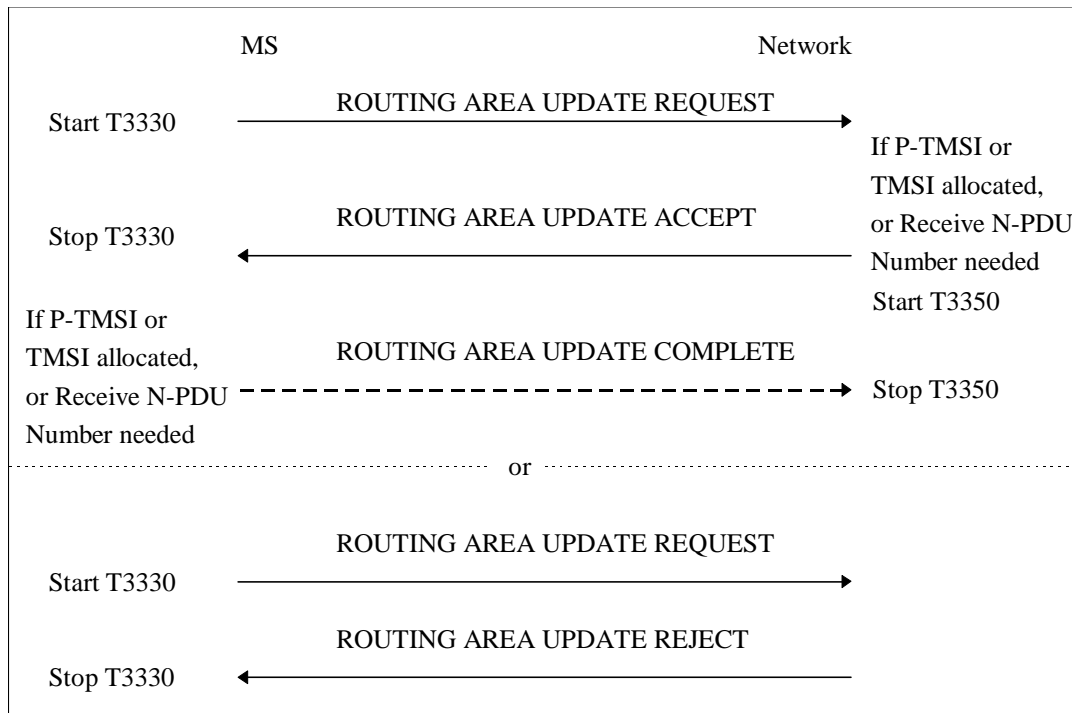 MS Network
ROUTING AREA UPDATE REQUEST
Start T3330
If P-TMSI or
TMSI allocated,
or Receive N-PDU
Number needed
Start T3350
ROUTING AREA UPDATE ACCEPT
Stop T3330
If P-TMSI or
TMSI allocated,
or Receive N-PDU
Number needed
ROUTING AREA UPDATE COMPLETE
Stop T3350
or
ROUTING AREA UPDATE REQUEST
Start T3330
ROUTING AREA UPDATE REJECT
Stop T3330